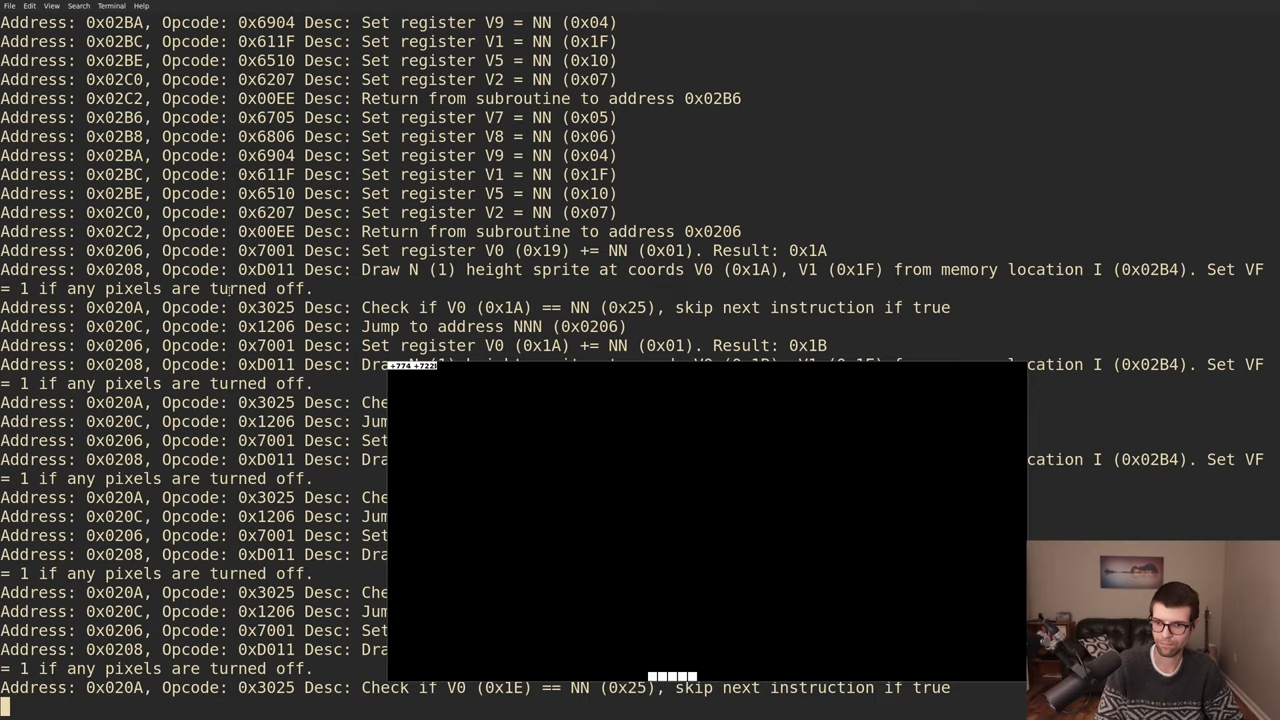 File Edit View Search Terminal Help
Address: 0x02BA, Opcode: 0x6904 Desc: Set register V9 = NN (0x04)
Address: 0x02BC, Opcode: 0x611F Desc: Set register V1 = NN (0x1F)
Address: 0x02BE, Opcode: 0x6510 Desc: Set register V5 = NN (0x10)
Address: 0x02C0, Opcode: 0x6207 Desc: Set register V2 = NN (0x07)
Address: 0x02C2, Opcode: 0x00EE Desc: Return from subroutine to address 0x02B6
Address: 0x02B6, Opcode: 0x6705 Desc: Set register V7 = NN (0x05)
Address: 0x02B8, Opcode: 0x6806 Desc: Set register V8 = NN (0x06)
Address: 0x02BA, Opcode: 0x6904 Desc: Set register V9 = NN (0x04)
Address: 0x02BC, Opcode: 0x611F Desc: Set register V1 = NN (0x1F)
Address: 0x02BE, Opcode: 0x6510 Desc: Set register V5 = NN (0x10)
Address: 0x02C0, Opcode: 0x6207 Desc: Set register V2 = NN (0x07)
Address: 0x02C2, Opcode: 0x00EE Desc: Return from subroutine to address 0x0206
Address: 0x0206, Opcode: 0x7001 Desc: Set register V0 (0x19) += NN (0x01). Result: 0x1A
Address: 0x0208, Opcode: 0xD011 Desc: Draw N (1) height sprite at coords V0 (0x1A), V1 (0x1F) from memory location I (0x02B4). Set VF
= 1 if any pixels are turned off.
Address: 0x020A, Opcode: 0x3025 Desc: Check if V0 (0x1A) == NN (0x25), skip next instruction if true
Address: 0x020C, Opcode: 0x1206 Desc: Jump to address NNN (0x0206)
Address: 0x0206, Opcode: 0x7001 Desc: Set register V0 (0x1A) += NN (0x01). Result: 0x1B
Address: 0x0208, Opcode: 0xD011 Desc: Dra cation I (0x02B4). Set VF
+774 +722
= 1 if any pixels are turned off.
Address: 0x020A, Opcode: 0x3025 Desc: Che
Address: 0x020C, Opcode: 0x1206 Desc: Jum
Address: 0x0206, Opcode: 0x7001 Desc: Set
Address: 0x0208, Opcode: 0xD011 Desc: Dra cation I (0x02B4). Set VF
= 1 if any pixels are turned off.
Address: 0x020A, Opcode: 0x3025 Desc: Che
Address: 0x020C, Opcode: 0x1206 Desc: Jum
Address: 0x0206, Opcode: 0x7001 Desc: Set
Address: 0x0208, Opcode: 0xD011 Desc: Dra
= 1 if any pixels are turned off.
Address: 0x020A, Opcode: 0x3025 Desc: Che
Address: 0x020C, Opcode: 0x1206 Desc: Jum
Address: 0x0206, Opcode: 0x7001 Desc: Set
Address: 0x0208, Opcode: 0xD011 Desc: Dra
= 1 if any pixels are turned off.
Address: 0x020A, Opcode: 0x3025 Desc: Check if V0 (0x1E) == NN (0x25), skip next instruction if true